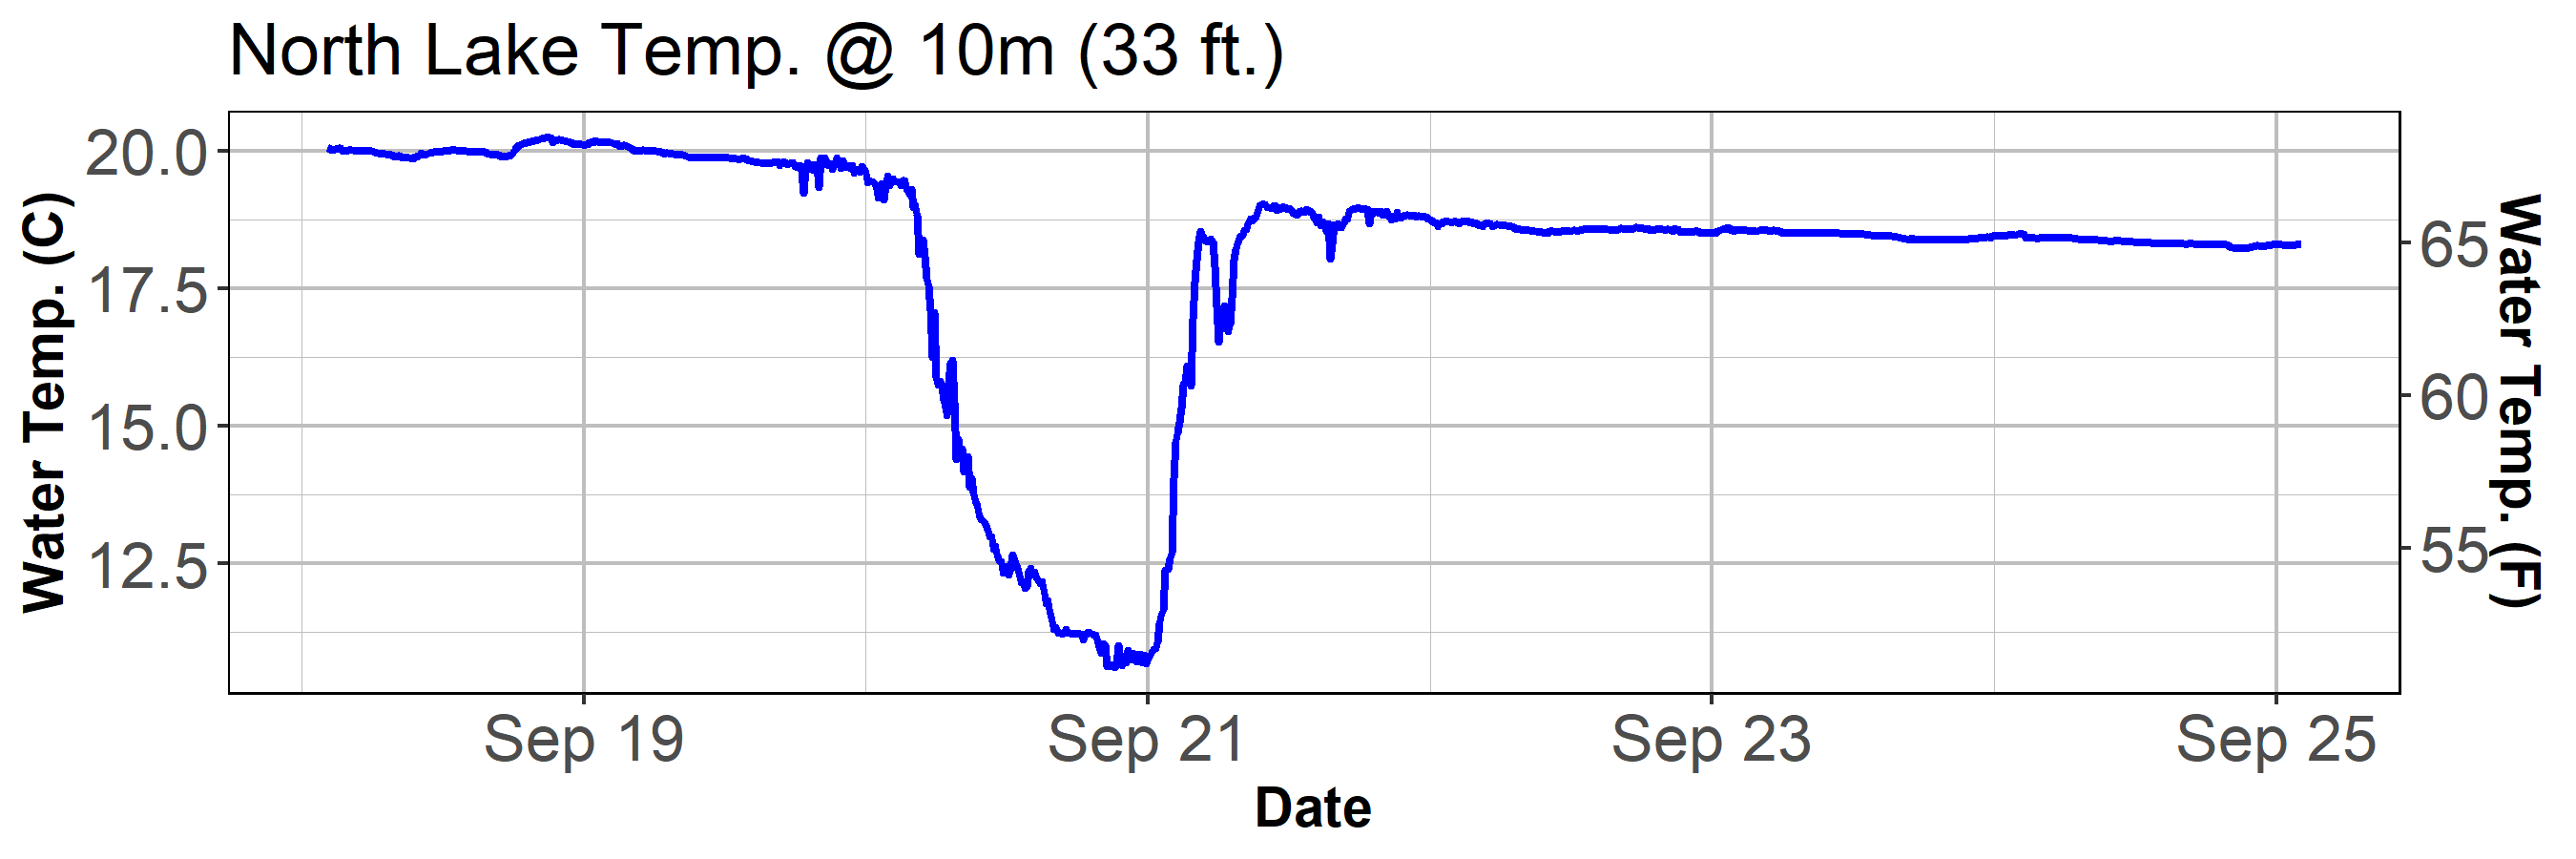 North Lake Temp. @ 10m (33 ft.)
Water Temp. (C)
20.0
17.5
15.0
12.5
65
60
55
Water Temp. (F)
Sep 19
Sep 21
Sep 23
Sep 25
Date